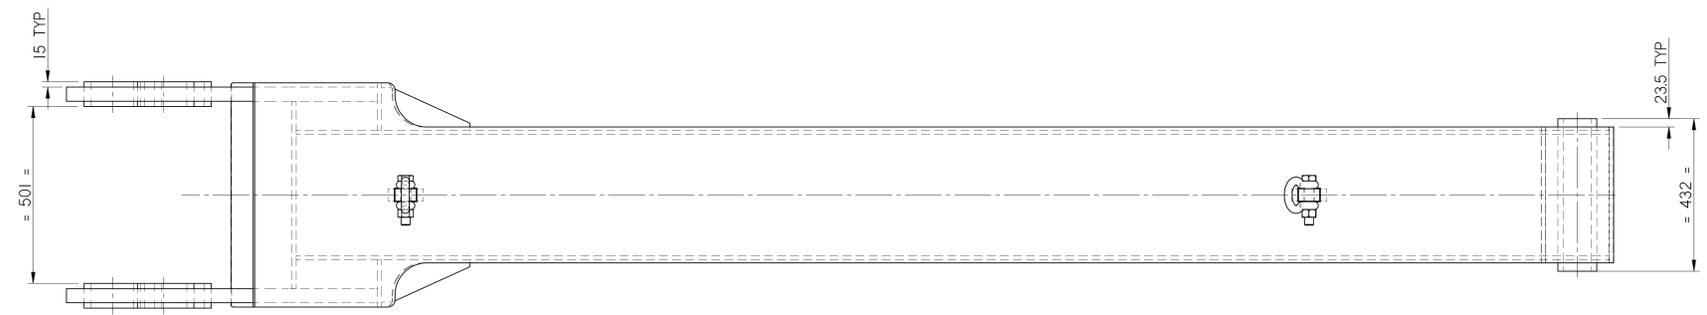 15 TYP
= 501 =
23.5 TYP
= 432 =